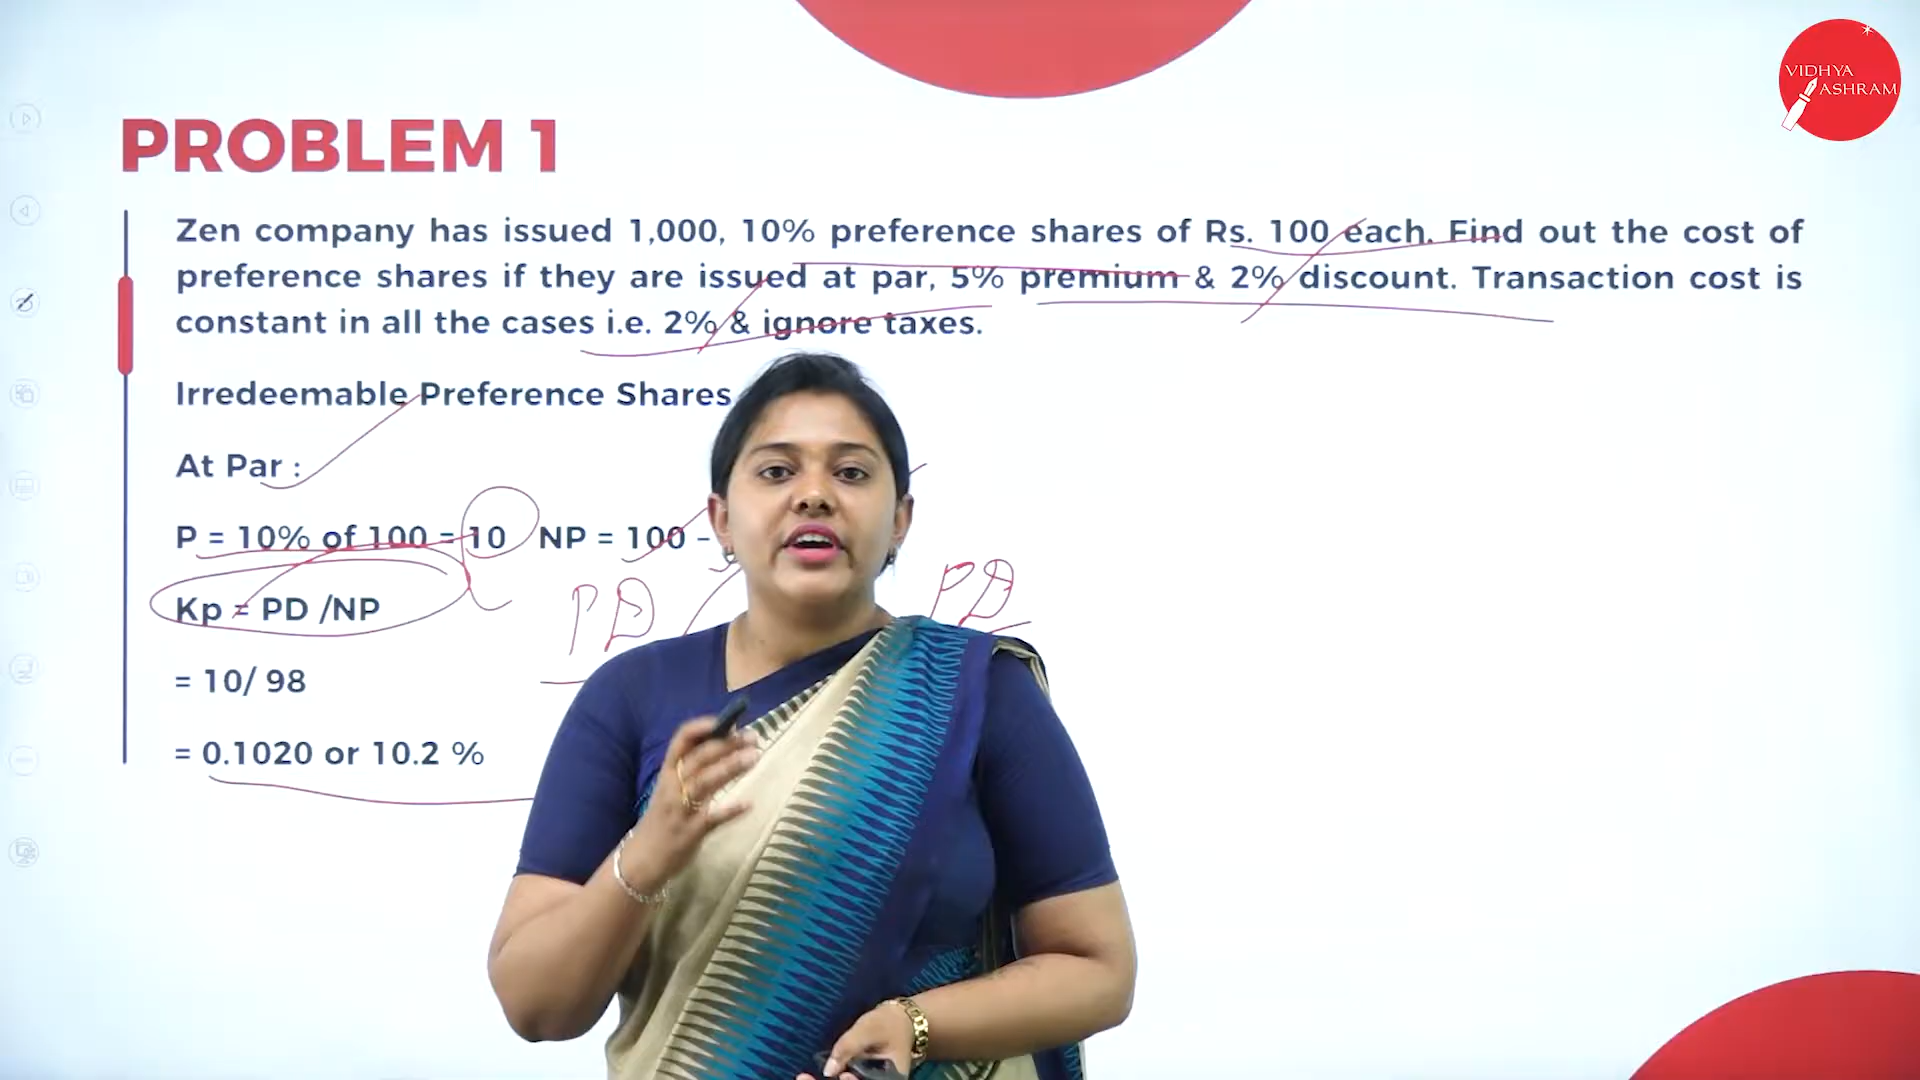 VIDHYA
ASHRAM
PROBLEM 1
Zen company has issued 1,000, 10% preference shares of Rs. 100 each. Find out the cost of
preference shares if they are issued at par, 5% premium & 2% discount. Transaction cost is
constant in all the cases i.e. 2% & ignore taxes.
Irredeemable Preference Shares
At Par :
P = 10% of 100 = 10 NP = 100 -
Kp = PD /NP
PD PD
= 10/ 98
= 0.1020 or 10.2 %